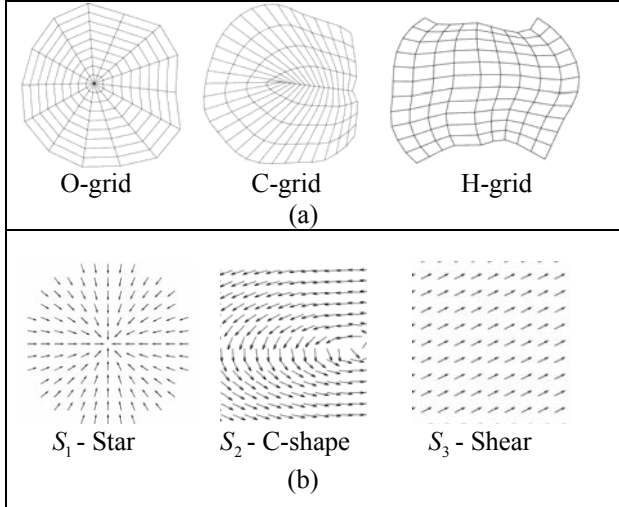 O-grid C-grid H-grid
(a)
S₁ - Star S₂ - C-shape S₃ - Shear
(b)